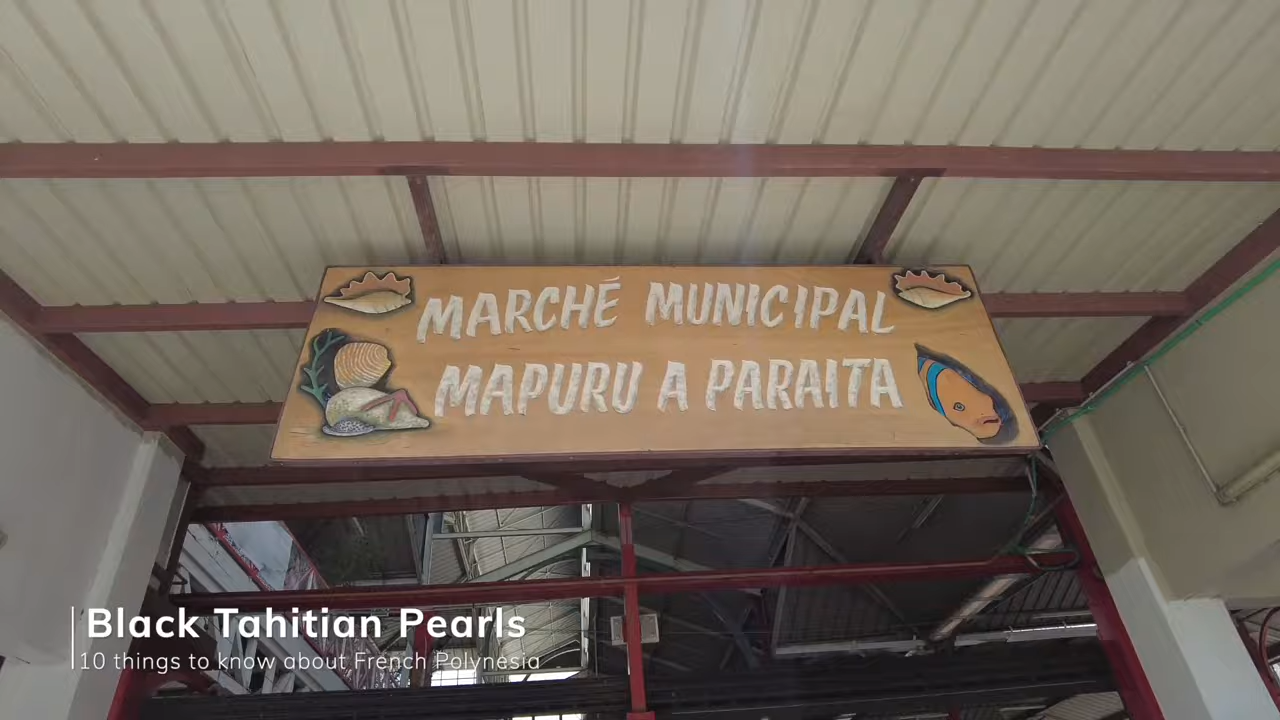 MARCHÉ MUNICIPAL
MAPURU A PARAITA
Black Tahitian Pearls
10 things to know about French Polynesia